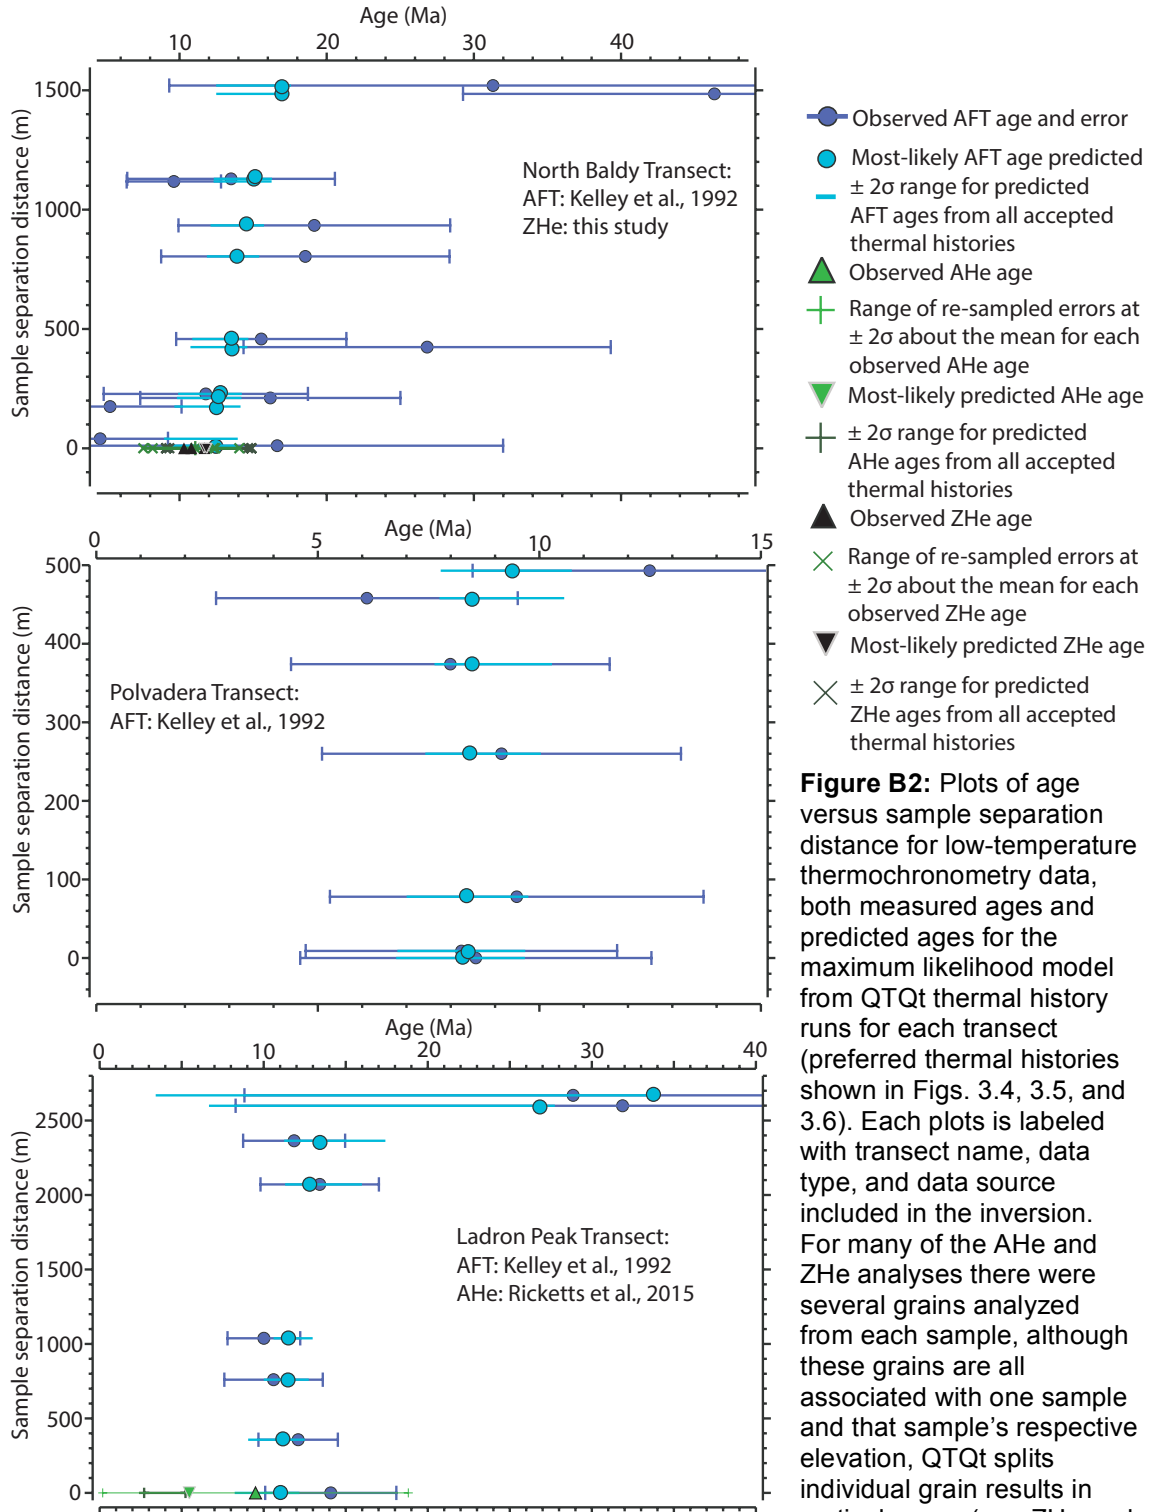 Age (Ma)
10 20 30 40
1500
1000
500
0
Sample separation distance (m)
North Baldy Transect:
AFT: Kelley et al., 1992
ZHe: this study
Age (Ma)
0 5 10 15
500
400
300
200
100
0
Sample separation distance (m)
Polvadera Transect:
AFT: Kelley et al., 1992
Age (Ma)
0 10 20 30 40
2500
2000
1500
1000
500
0
Sample separation distance (m)
Ladron Peak Transect:
AFT: Kelley et al., 1992
AHe: Ricketts et al., 2015
Observed AFT age and error
Most-likely AFT age predicted
± 2σ range for predicted
AFT ages from all accepted
thermal histories
Observed AHe age
Range of re-sampled errors at
± 2σ about the mean for each
observed AHe age
Most-likely predicted AHe age
± 2σ range for predicted
AHe ages from all accepted
thermal histories
Observed ZHe age
Range of re-sampled errors at
± 2σ about the mean for each
observed ZHe age
Most-likely predicted ZHe age
± 2σ range for predicted
ZHe ages from all accepted
thermal histories
Figure B2: Plots of age
versus sample separation
distance for low-temperature
thermochronometry data,
both measured ages and
predicted ages for the
maximum likelihood model
from QTQt thermal history
runs for each transect
(preferred thermal histories
shown in Figs. 3.4, 3.5, and
3.6). Each plots is labeled
with transect name, data
type, and data source
included in the inversion.
For many of the AHe and
ZHe analyses there were
several grains analyzed
from each sample, although
these grains are all
associated with one sample
and that sample's respective
elevation, QTQt splits
individual grain results in